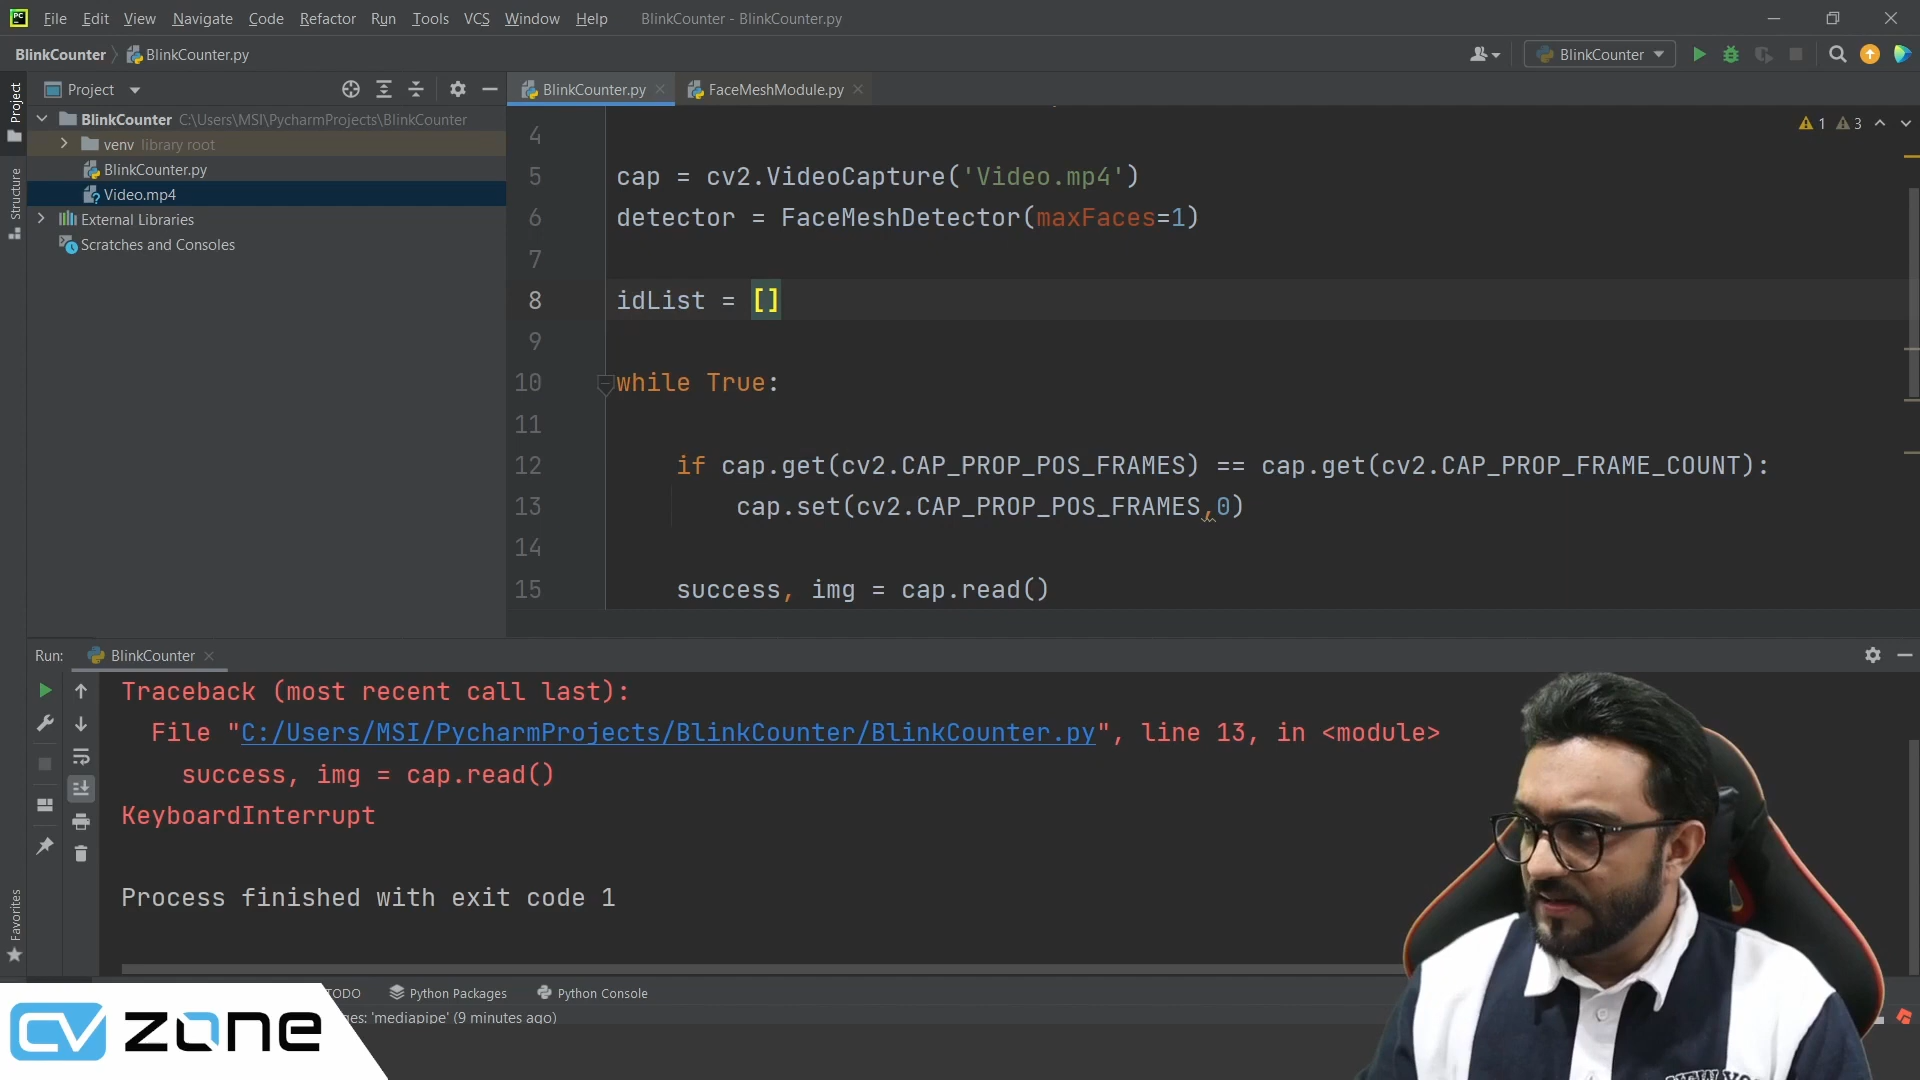 File Edit View Navigate Code Refactor Run Tools VCS Window Help BlinkCounter - BlinkCounter.py
BlinkCounter BlinkCounter.py BlinkCounter
Project
Project
BlinkCounter.py
FaceMeshModule.py
BlinkCounter C:\Users\MSI\PycharmProjects\BlinkCounter
venv library root
BlinkCounter.py
Video.mp4
External Libraries
Scratches and Consoles
Structure
Favorites
1 3
4
5 cap = cv2.VideoCapture('Video.mp4')
6 detector = FaceMeshDetector(maxFaces=1)
7
8 idList = []
9
10 while True:
11
12 if cap.get(cv2.CAP_PROP_POS_FRAMES) == cap.get(cv2.CAP_PROP_FRAME_COUNT):
13 cap.set(cv2.CAP_PROP_POS_FRAMES,0)
14
15 success, img = cap.read()
Run: BlinkCounter
Traceback (most recent call last):
File "C:/Users/MSI/PycharmProjects/BlinkCounter/BlinkCounter.py", line 13, in <module>
success, img = cap.read()
KeyboardInterrupt
Process finished with exit code 1
TODO Python Packages Python Console
'mediapipe' (9 minutes ago)
CV ZONE